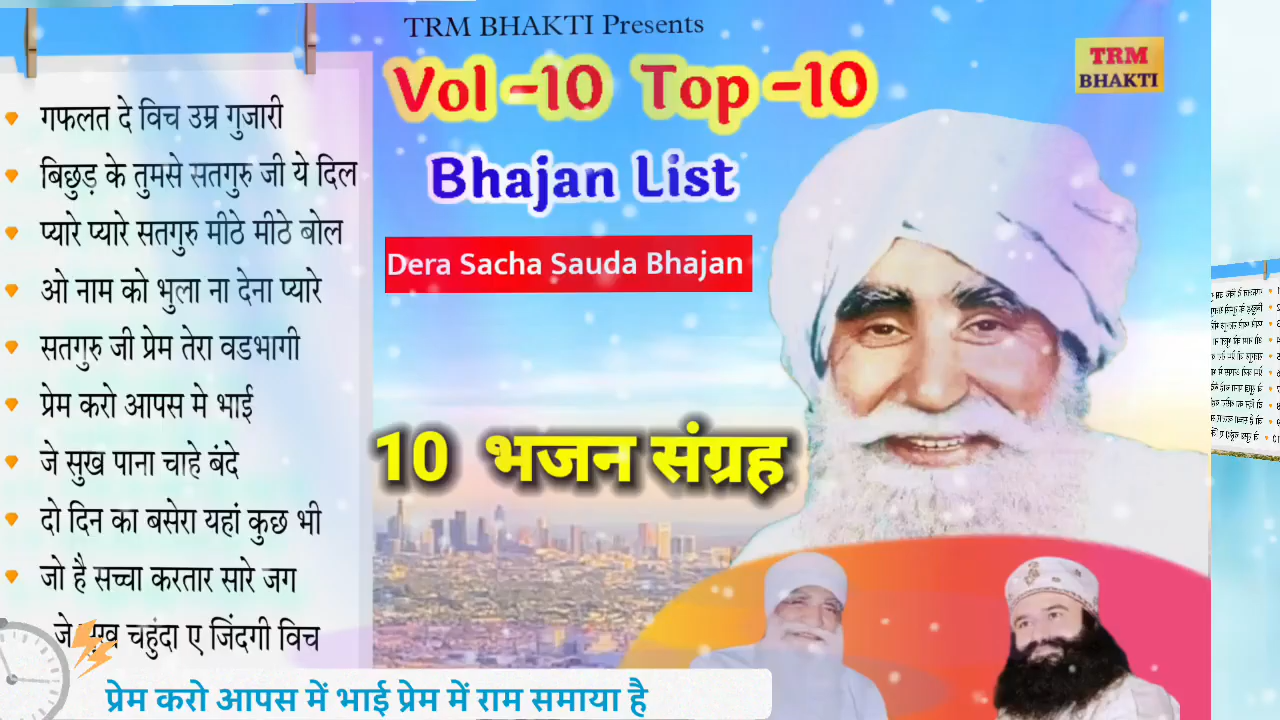 TRM BHAKTI Presents
Vol -10 Top -10
Bhajan List
Dera Sacha Sauda Bhajan
TRM
BHAKTI
गफलत दे विच उम्र गुजारी
बिछुड़ के तुमसे सतगुरु जी ये दिल
प्यारे प्यारे सतगुरु मीठे मीठे बोल
ओ नाम को भुला ना देना प्यारे
सतगुरु जी प्रेम तेरा वडभागी
प्रेम करो आपस मे भाई
जे सुख पाना चाहे बंदे
दो दिन का बसेरा यहां कुछ भी
जो है सच्चा करतार सारे जग
जे चहुंदा ए जिंदगी विच
10 भजन संग्रह
प्रेम करो आपस में भाई प्रेम में राम समाया है